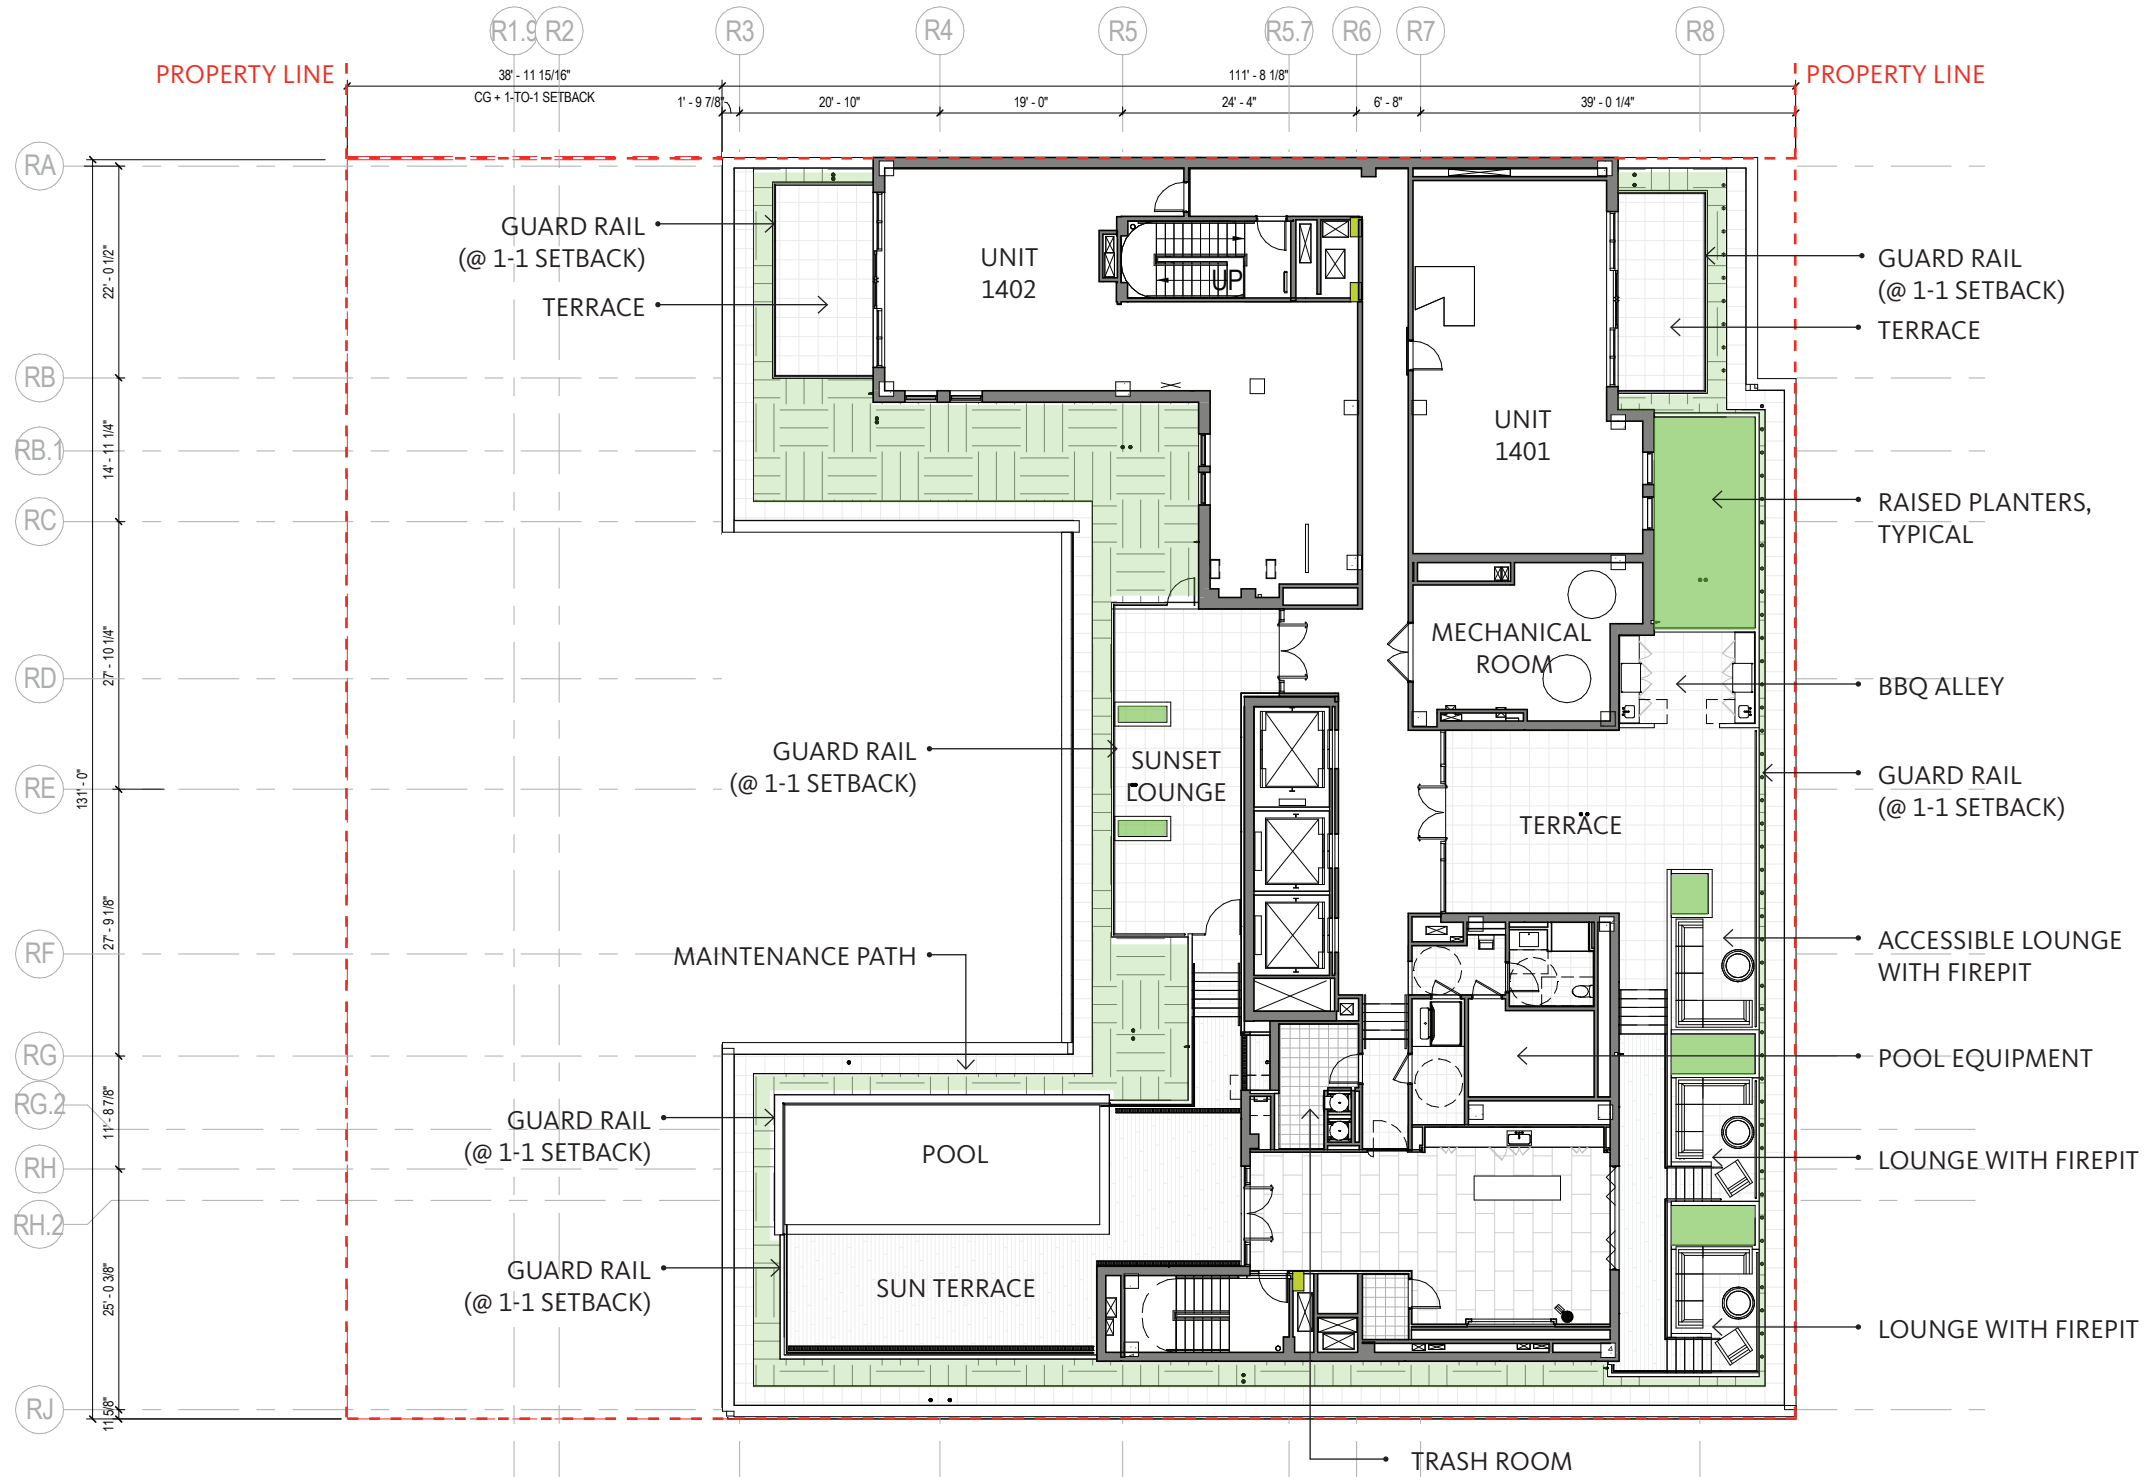 R1.9 R2 R3 R4 R5 R5.7 R6 R7 R8
PROPERTY LINE
38' - 11 15/16"
111' - 8 1/8"
PROPERTY LINE
CG + 1-TO-1 SETBACK
1' - 9 7/8"
20' - 10"
19' - 0"
24' - 4"
6' - 8"
39' - 0 1/4"
RA
RB
RB.1
RC
RD
RE
RF
RG
RG.2
RH
RH.2
RJ
22' - 0 1/2"
14' - 11 1/4"
27' - 10 1/4"
131' - 0"
27' - 9 1/8"
11' - 8 7/8"
25' - 0 3/8"
11 5/8"
GUARD RAIL
(@ 1-1 SETBACK)
TERRACE
UNIT
1402
UP
UNIT
1401
GUARD RAIL
(@ 1-1 SETBACK)
TERRACE
RAISED PLANTERS,
TYPICAL
MECHANICAL
ROOM
BBQ ALLEY
GUARD RAIL
(@ 1-1 SETBACK)
SUNSET
LOUNGE
GUARD RAIL
(@ 1-1 SETBACK)
TERRACE
MAINTENANCE PATH
ACCESSIBLE LOUNGE
WITH FIREPIT
POOL EQUIPMENT
GUARD RAIL
(@ 1-1 SETBACK)
POOL
LOUNGE WITH FIREPIT
GUARD RAIL
(@ 1-1 SETBACK)
SUN TERRACE
LOUNGE WITH FIREPIT
TRASH ROOM